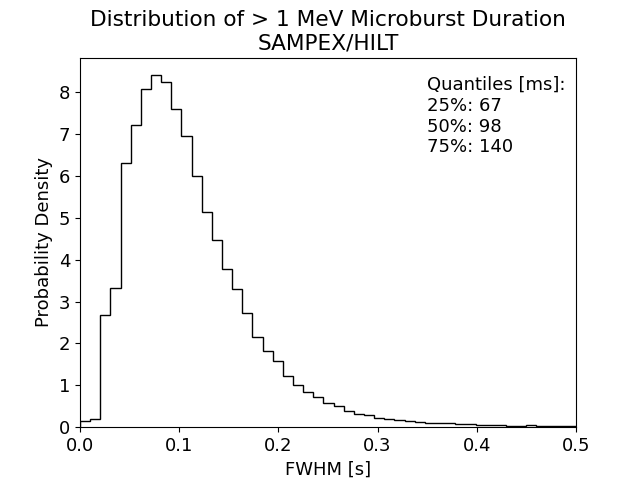 Distribution of > 1 MeV Microburst Duration
SAMPEX/HILT
Quantiles [ms]:
25%: 67
50%: 98
75%: 140
Probability Density
8
7
6
5
4
3
2
1
0
0.0 0.1 0.2 0.3 0.4 0.5
FWHM [s]